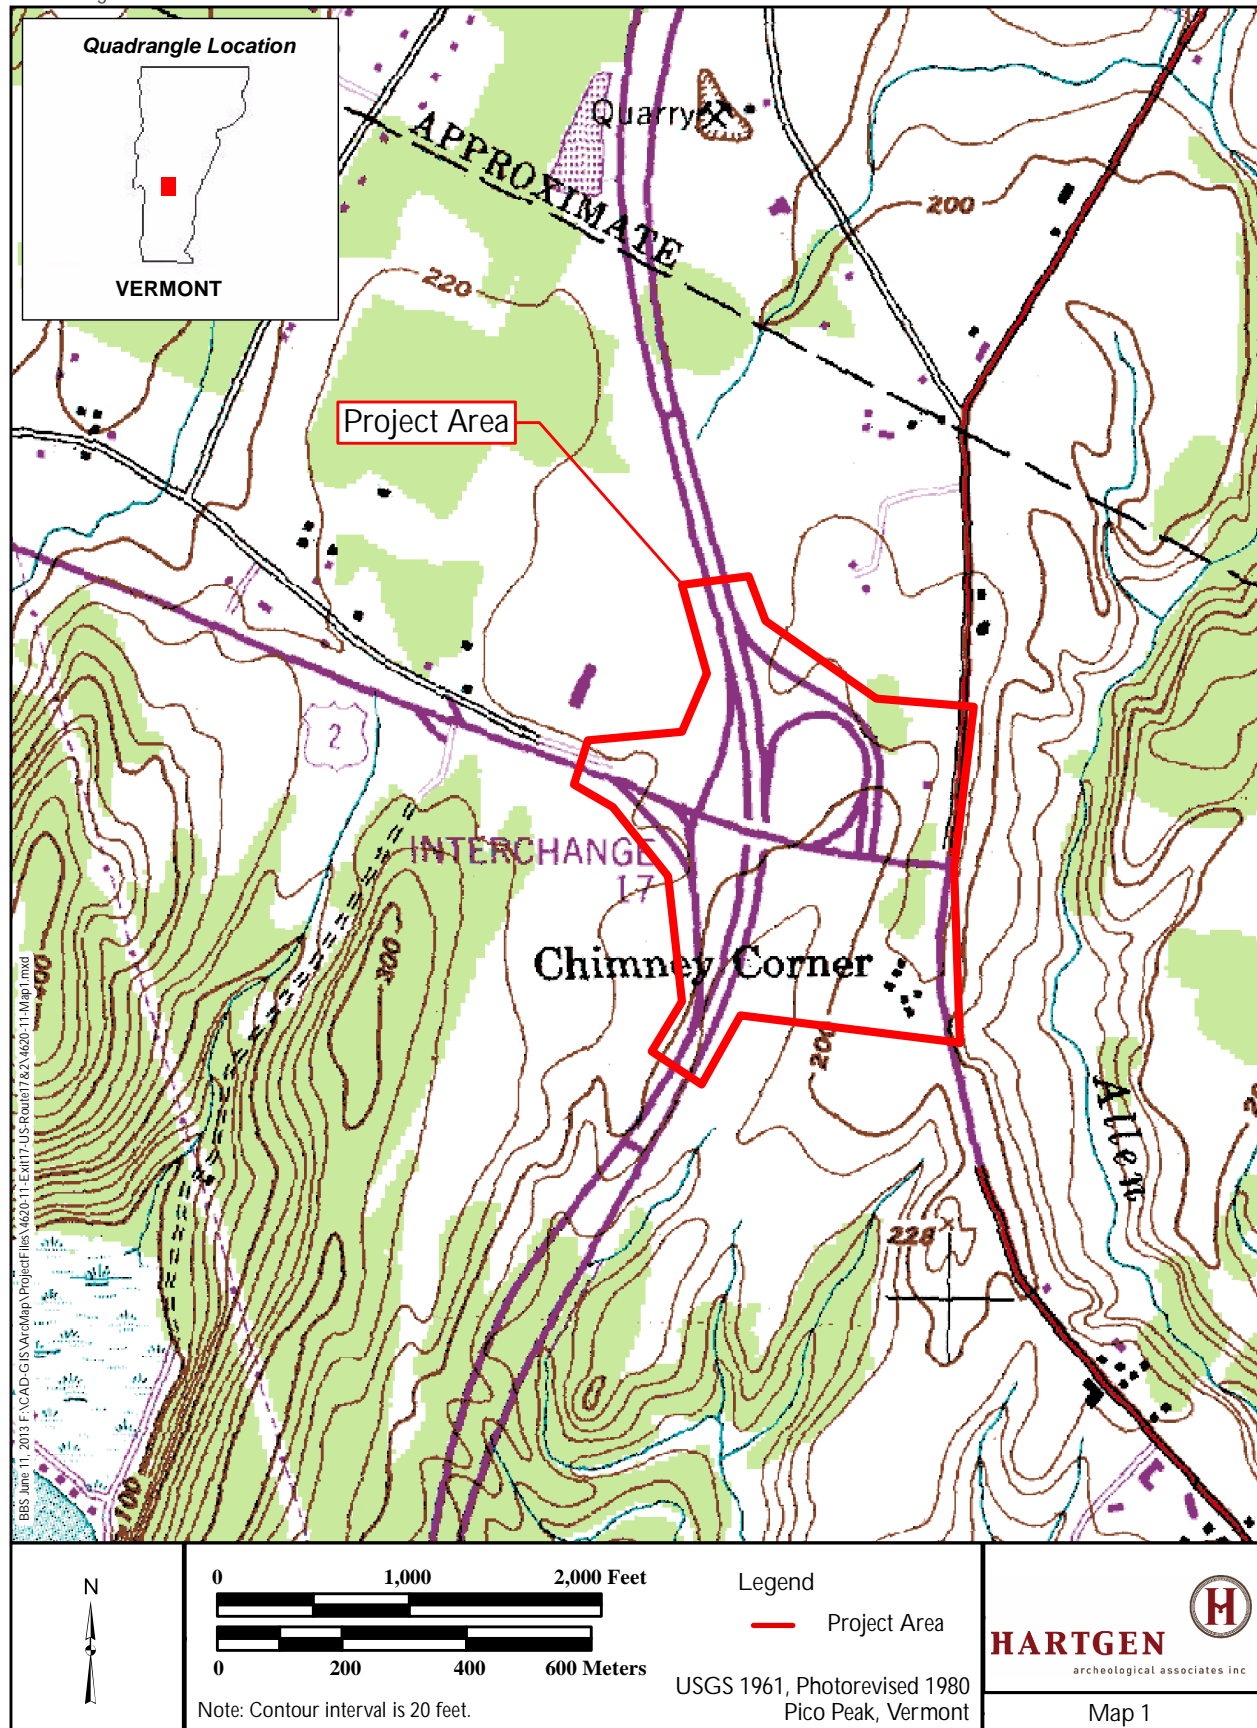 Quadrangle Location
VERMONT
Quarry
APPROXIMATE
200
220
Project Area
2
INTERCHANGE
17
Chimney Corner
300
400
200
Allen
228
100
BBS June 11, 2013 F:\CAD-GIS\ArcMap\ProjectFiles\4620-11-Exit17-US-Route17&2\4620-11-Map1.mxd
N
0 1,000 2,000 Feet
0 200 400 600 Meters
Note: Contour interval is 20 feet.
Legend
Project Area
USGS 1961, Photorevised 1980
Pico Peak, Vermont
H
HARTGEN
archeological associates inc
Map 1